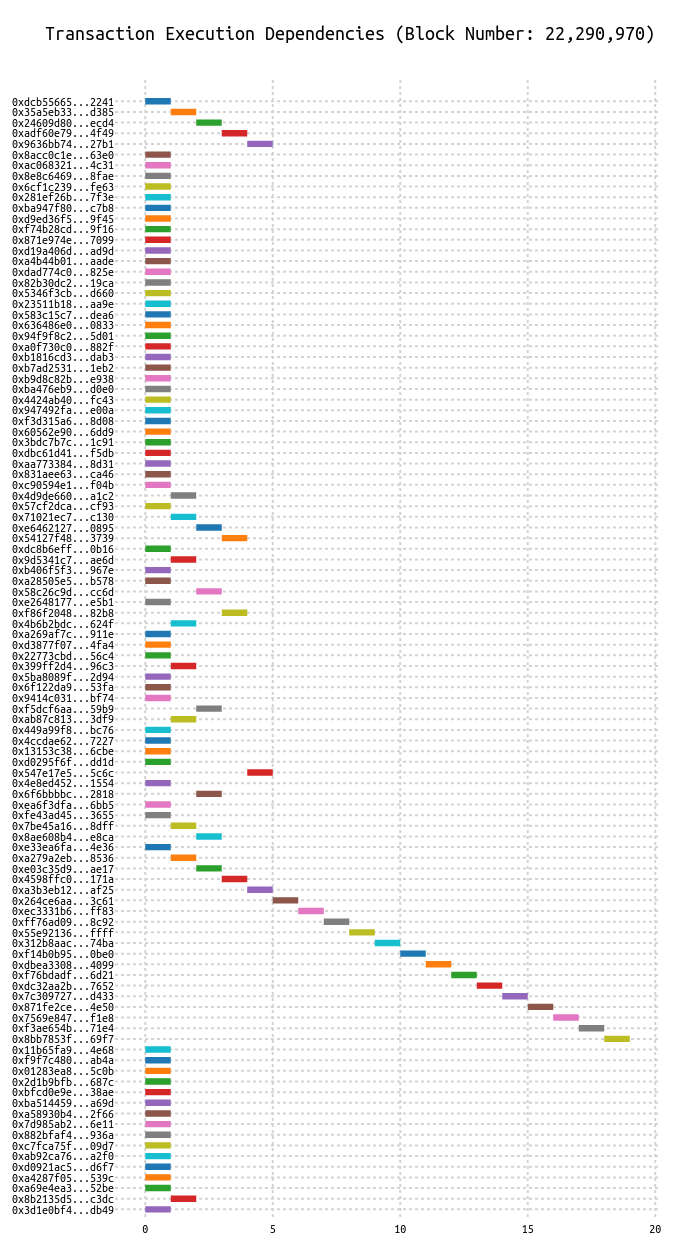 Transaction Execution Dependencies (Block Number: 22,290,970)
0xdcb55665...2241
0x35a5eb33...d385
0x24609d80...ecd4
0xadf60e79...4f49
0x9636bb74...27b1
0x8acc0c1e...63e0
0xac068321...4c31
0x8e8c6469...8fae
0x6cf1c239...fe63
0x281ef26b...7f3e
0xba947f80...c7b8
0xd9ed36f5...9f45
0xf74b28cd...9f16
0x871e974e...7099
0xd19a406d...ad9d
0xa4b44b01...aade
0xdad774c0...825e
0x82b30dc2...19ca
0x5346f3cb...d660
0x23511b18...aa9e
0x583c15c7...dea6
0x636486e0...0833
0x94f9f8c2...5d01
0xa0f730c0...882f
0xb1816cd3...dab3
0xb7ad2531...1eb2
0xb9d8c82b...e938
0xba476eb9...d0e0
0x4424ab40...fc43
0x947492fa...e00a
0xf3d315a6...8d08
0x60562e90...6dd9
0x3bdc7b7c...1c91
0xdbc61d41...f5db
0xaa773384...8d31
0x831aee63...ca46
0xc90594e1...f04b
0x4d9de660...a1c2
0x57cf2dca...cf93
0x71021ec7...c130
0xe6462127...0895
0x54127f48...3739
0xdc8b6eff...0b16
0x9d5341c7...ae6d
0xb406f5f3...967e
0xa28505e5...b578
0x58c26c9d...cc6d
0xe2648177...e5b1
0xf86f2048...82b8
0x4b6b2bdc...624f
0xa269af7c...911e
0xd3877f07...4fa4
0x22773cbd...56c4
0x399ff2d4...96c3
0x5ba8089f...2d94
0x6f122da9...53fa
0x9414c031...bf74
0xf5dcf6aa...59b9
0xab87c813...3df9
0x449a99f8...bc76
0x4ccdae62...7227
0x13153c38...6cbe
0xd0295f6f...dd1d
0x547e17e5...5c6c
0x4e8ed452...1554
0x6f6bbbbc...2818
0xea6f3dfa...6bb5
0xfe43ad45...3655
0x7be45a16...8dff
0x8ae608b4...e8ca
0xe33ea6fa...4e36
0xa279a2eb...8536
0xe03c35d9...ae17
0x4598ffc0...171a
0xa3b3eb12...af25
0x264ce6aa...3c61
0xec3331b6...ff83
0xff76ad09...8c92
0x55e92136...ffff
0x312b8aac...74ba
0xf14b0b95...0be0
0xdbea3308...4099
0xf76bdadf...6d21
0xdc32aa2b...7652
0x7c309727...d433
0x871fe2ce...4e50
0x7569e847...f1e8
0xf3ae654b...71e4
0x8bb7853f...69f7
0x11b65fa9...4e68
0xf9f7c480...ab4a
0x01283ea8...5c0b
0x2d1b9bfb...687c
0xbfcd0e9e...38ae
0xba514459...a69d
0xa58930b4...2f66
0x7d985ab2...6e11
0x882bfaf4...936a
0xc7fca75f...09d7
0xab92ca76...a2f0
0xd0921ac5...d6f7
0xa4287f05...539c
0xa69e4ea3...52be
0x8b2135d5...c3dc
0x3d1e0bf4...db49
0 5 10 15 20